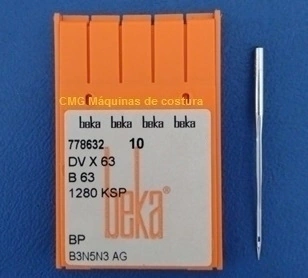 CMG Máquinas de costura
beka beka beka beka
778632 10
DV X 63
B 63
1280 KSP
beka®
BP
B3N5N3 AG